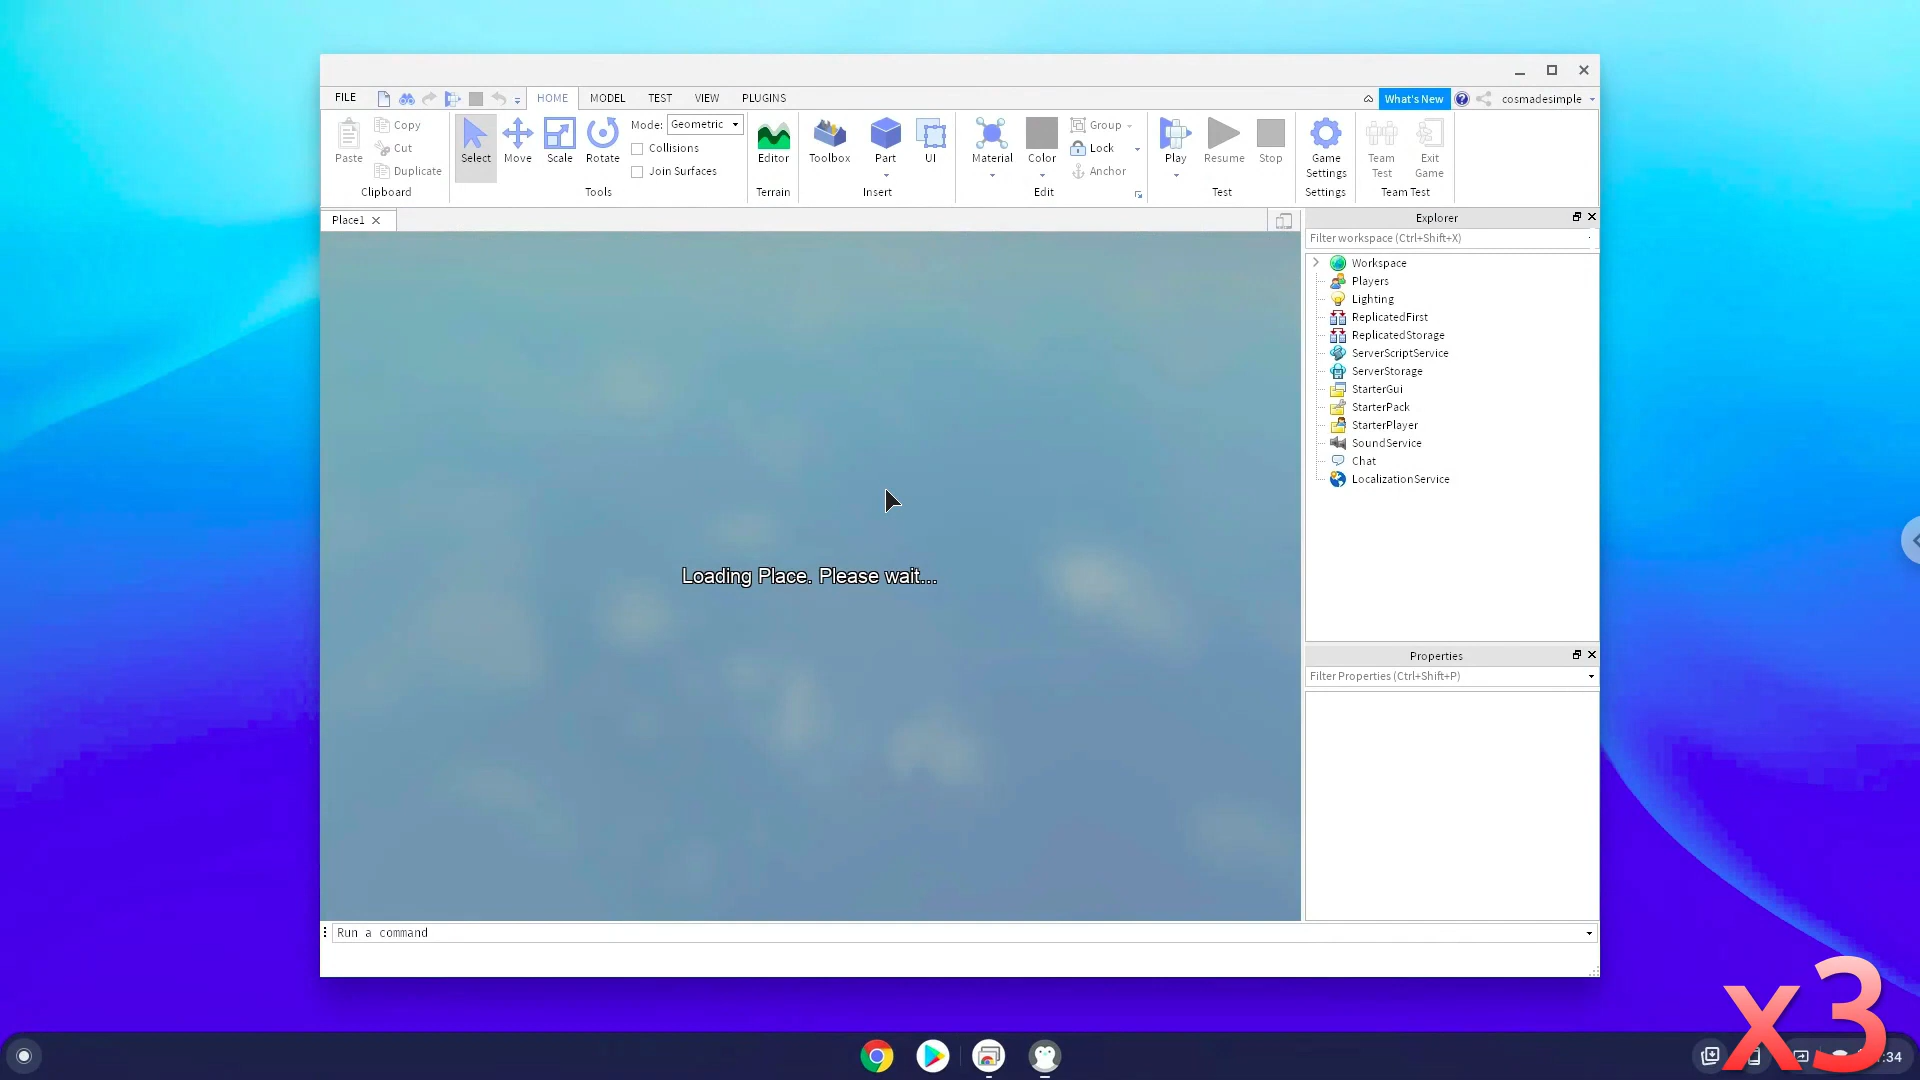 FILE HOME MODEL TEST VIEW PLUGINS What's New cosmadesimple
Paste Copy Cut Duplicate Clipboard
Select Move Scale Rotate Mode: Geometric Collisions Join Surfaces Tools
Editor Terrain
Toolbox Part UI Insert
Material Color Group Lock Anchor Edit
Play Resume Stop Test
Game Settings Settings
Team Test Exit Game Team Test
Place1
Loading Place. Please wait...
Explorer
Filter workspace (Ctrl+Shift+X)
Workspace
Players
Lighting
ReplicatedFirst
ReplicatedStorage
ServerScriptService
ServerStorage
StarterGui
StarterPack
StarterPlayer
SoundService
Chat
LocalizationService
Properties
Filter Properties (Ctrl+Shift+P)
Run a command
x3
:34